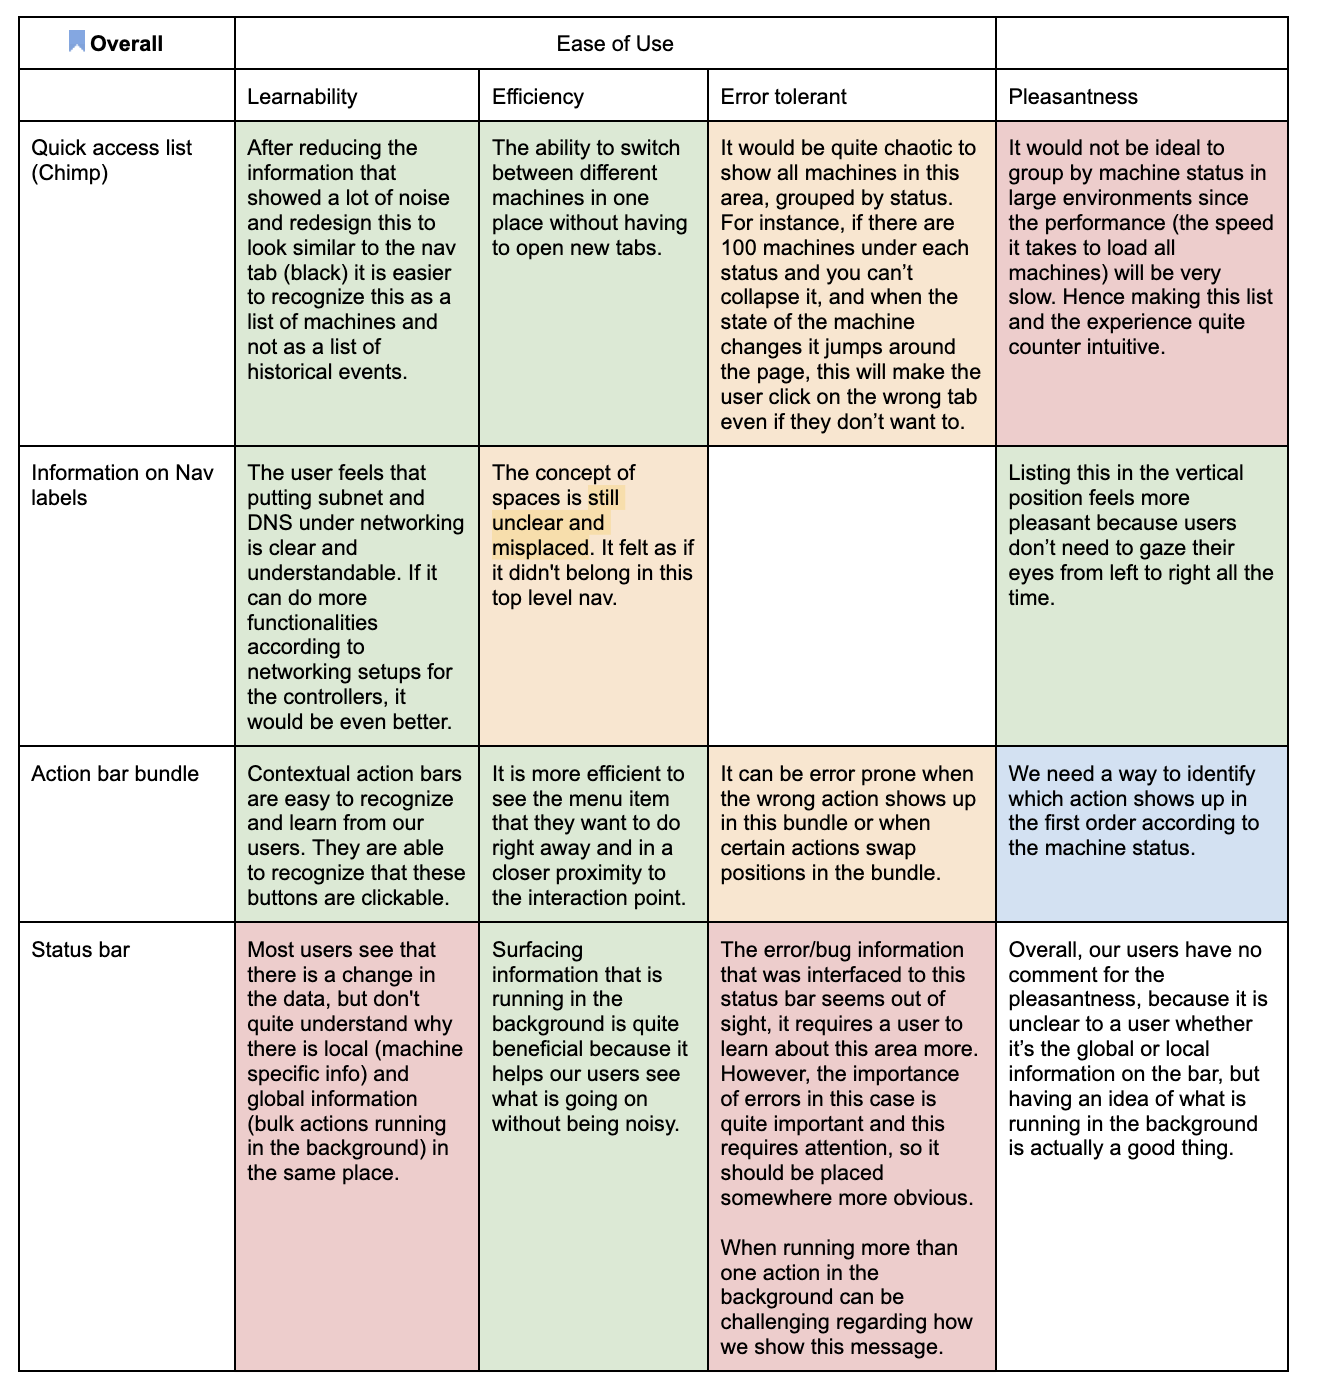 Overall
Ease of Use
Learnability
Efficiency
Error tolerant
Pleasantness
Quick access list
(Chimp)
After reducing the
information that
showed a lot of noise
and redesign this to
look similar to the nav
tab (black) it is easier
to recognize this as a
list of machines and
not as a list of
historical events.
The ability to switch
between different
machines in one
place without having
to open new tabs.
It would be quite chaotic to
show all machines in this
area, grouped by status.
For instance, if there are
100 machines under each
status and you can’t
collapse it, and when the
state of the machine
changes it jumps around
the page, this will make the
user click on the wrong tab
even if they don’t want to.
It would not be ideal to
group by machine status in
large environments since
the performance (the speed
it takes to load all
machines) will be very
slow. Hence making this list
and the experience quite
counter intuitive.
Information on Nav
labels
The user feels that
putting subnet and
DNS under networking
is clear and
understandable. If it
can do more
functionalities
according to
networking setups for
the controllers, it
would be even better.
The concept of
spaces is still
unclear and
misplaced. It felt as if
it didn't belong in this
top level nav.
Listing this in the vertical
position feels more
pleasant because users
don’t need to gaze their
eyes from left to right all the
time.
Action bar bundle
Contextual action bars
are easy to recognize
and learn from our
users. They are able
to recognize that these
buttons are clickable.
It is more efficient to
see the menu item
that they want to do
right away and in a
closer proximity to
the interaction point.
It can be error prone when
the wrong action shows up
in this bundle or when
certain actions swap
positions in the bundle.
We need a way to identify
which action shows up in
the first order according to
the machine status.
Status bar
Most users see that
there is a change in
the data, but don't
quite understand why
there is local (machine
specific info) and
global information
(bulk actions running
in the background) in
the same place.
Surfacing
information that is
running in the
background is quite
beneficial because it
helps our users see
what is going on
without being noisy.
The error/bug information
that was interfaced to this
status bar seems out of
sight, it requires a user to
learn about this area more.
However, the importance
of errors in this case is
quite important and this
requires attention, so it
should be placed
somewhere more obvious.
When running more than
one action in the
background can be
challenging regarding how
we show this message.
Overall, our users have no
comment for the
pleasantness, because it is
unclear to a user whether
it’s the global or local
information on the bar, but
having an idea of what is
running in the background
is actually a good thing.